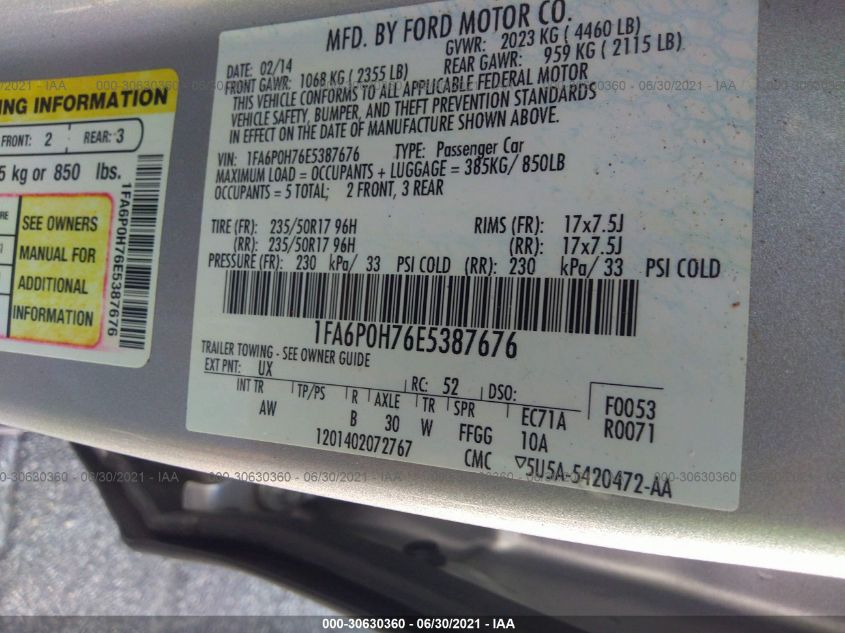 MFD. BY FORD MOTOR CO.
DATE: 02/14 GVWR: 2023 KG (4460 LB)
FRONT GAWR: 1068 KG (2355 LB) REAR GAWR: 959 KG (2115 LB)
THIS VEHICLE CONFORMS TO ALL APPLICABLE FEDERAL MOTOR
VEHICLE SAFETY, BUMPER, AND THEFT PREVENTION STANDARDS
IN EFFECT ON THE DATE OF MANUFACTURE SHOWN ABOVE.
VIN: 1FA6P0H76E5387676 TYPE: Passenger Car
MAXIMUM LOAD = OCCUPANTS + LUGGAGE = 385KG/ 850LB
OCCUPANTS = 5 TOTAL; 2 FRONT, 3 REAR
TIRE (FR): 235/50R17 96H RIMS (FR): 17x7.5J
(RR): 235/50R17 96H (RR): 17x7.5J
PRESSURE (FR): 230 kPa/ 33 PSI COLD (RR): 230 kPa/ 33 PSI COLD
1FA6P0H76E5387676
TRAILER TOWING - SEE OWNER GUIDE
EXT PNT: UX RC: 52 DSO:
INT TR TP/PS R AXLE TR SPR EC71A F0053
AW B 30 W FFGG 10A R0071
1201402072767 CMC ▽5U5A-5420472-AA
ING INFORMATION
FRONT: 2 REAR: 3
5 kg or 850 lbs.
SEE OWNERS
MANUAL FOR
ADDITIONAL
INFORMATION
1FA6P0H76E5387676
000-30630360 - 06/30/2021 - IAA